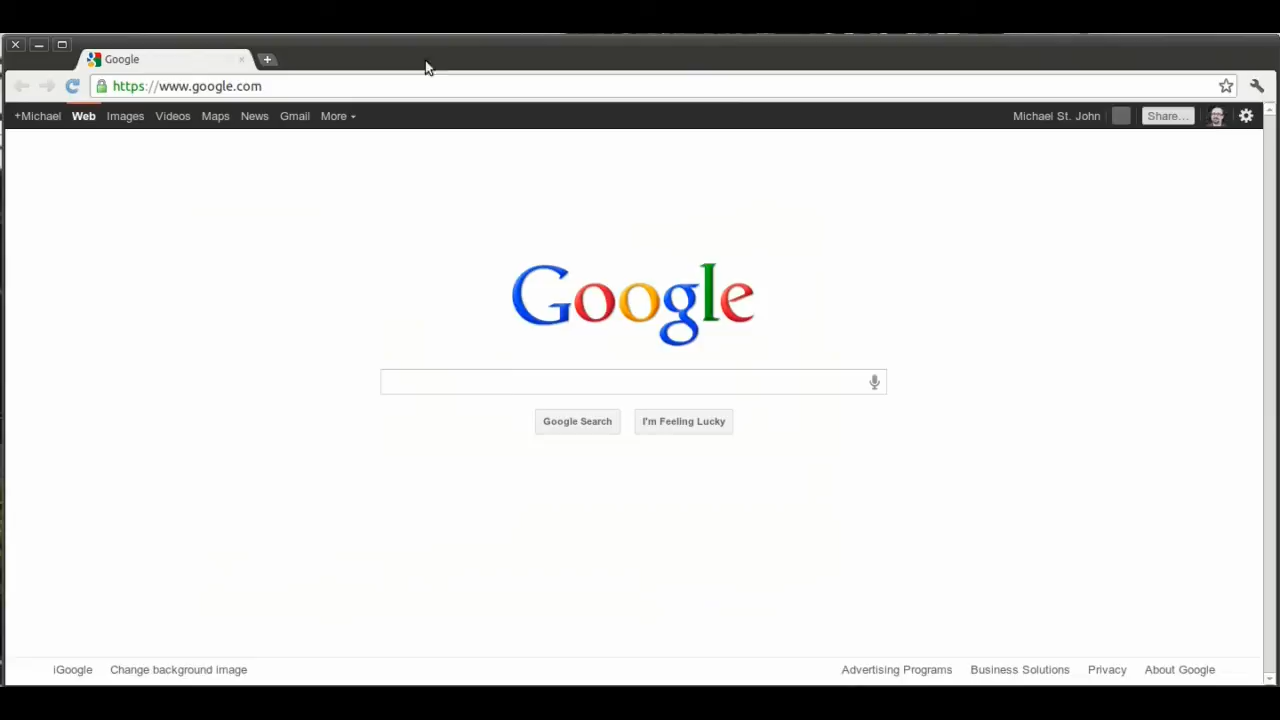 Google
https://www.google.com
+Michael Web Images Videos Maps News Gmail More Michael St. John Share...
Google
Google Search I'm Feeling Lucky
iGoogle Change background image Advertising Programs Business Solutions Privacy About Google